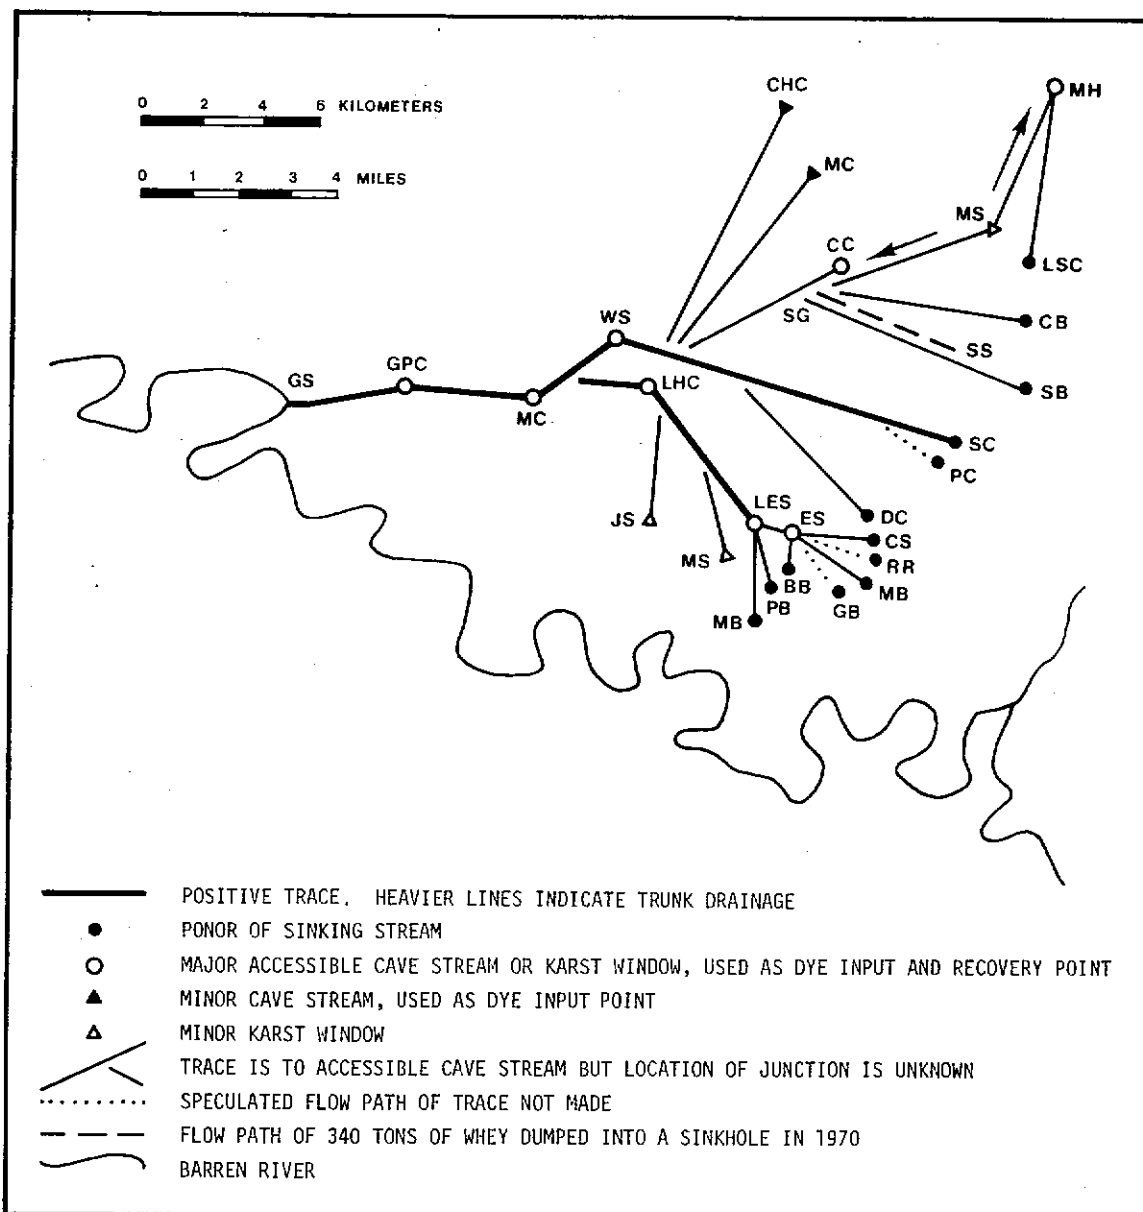 0 2 4 6 KILOMETERS
0 1 2 3 4 MILES
CHC
MH
MC
MS
CC
LSC
SG
CB
WS
SS
GPC
GS
LHC
SB
MC
SC
PC
LES
ES
DC
JS
CS
MS
RR
BB
MB
PB
GB
MB
POSITIVE TRACE. HEAVIER LINES INDICATE TRUNK DRAINAGE
PONOR OF SINKING STREAM
MAJOR ACCESSIBLE CAVE STREAM OR KARST WINDOW, USED AS DYE INPUT AND RECOVERY POINT
MINOR CAVE STREAM, USED AS DYE INPUT POINT
MINOR KARST WINDOW
TRACE IS TO ACCESSIBLE CAVE STREAM BUT LOCATION OF JUNCTION IS UNKNOWN
SPECULATED FLOW PATH OF TRACE NOT MADE
FLOW PATH OF 340 TONS OF WHEY DUMPED INTO A SINKHOLE IN 1970
BARREN RIVER